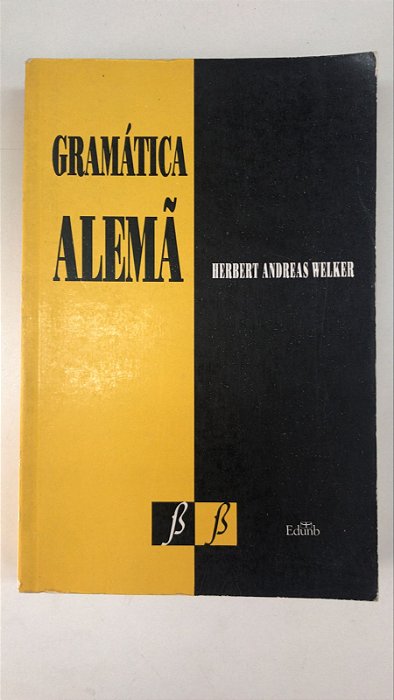 GRAMÁTICA
ALEMÃ
HERBERT ANDREAS WELKER
ß ß
Edunb